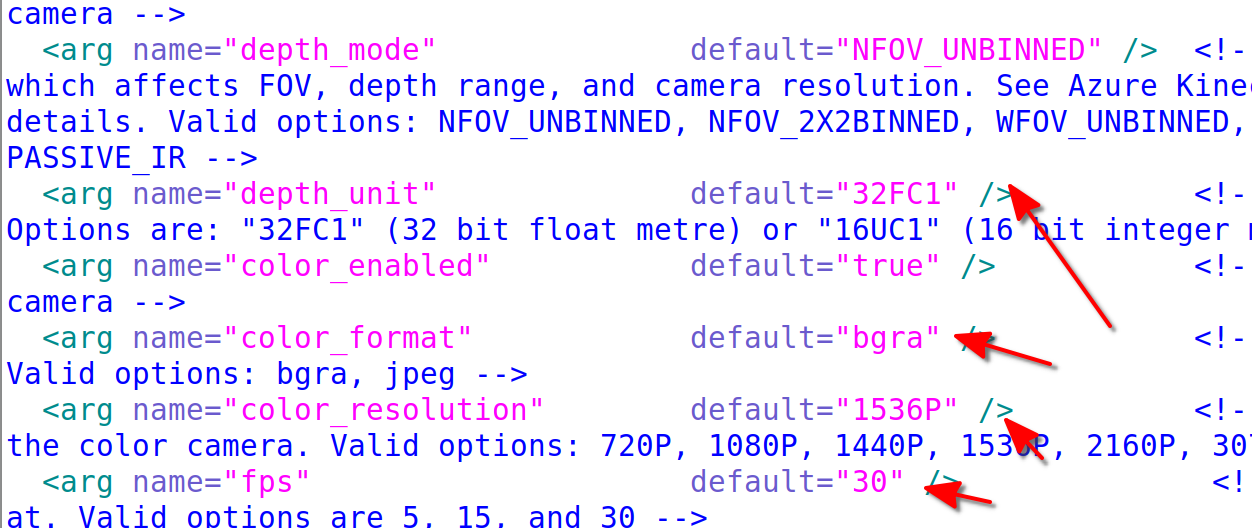 camera -->
<arg name="depth_mode" default="NFOV_UNBINNED" /> <!-
which affects FOV, depth range, and camera resolution. See Azure Kine
details. Valid options: NFOV_UNBINNED, NFOV_2X2BINNED, WFOV_UNBINNED,
PASSIVE_IR -->
<arg name="depth_unit" default="32FC1" /> <!-
Options are: "32FC1" (32 bit float metre) or "16UC1" (16 bit integer m
<arg name="color_enabled" default="true" /> <!-
camera -->
<arg name="color_format" default="bgra" /> <!-
Valid options: bgra, jpeg -->
<arg name="color_resolution" default="1536P" /> <!-
the color camera. Valid options: 720P, 1080P, 1440P, 1536P, 2160P, 307
<arg name="fps" default="30" /> <!
at. Valid options are 5, 15, and 30 -->